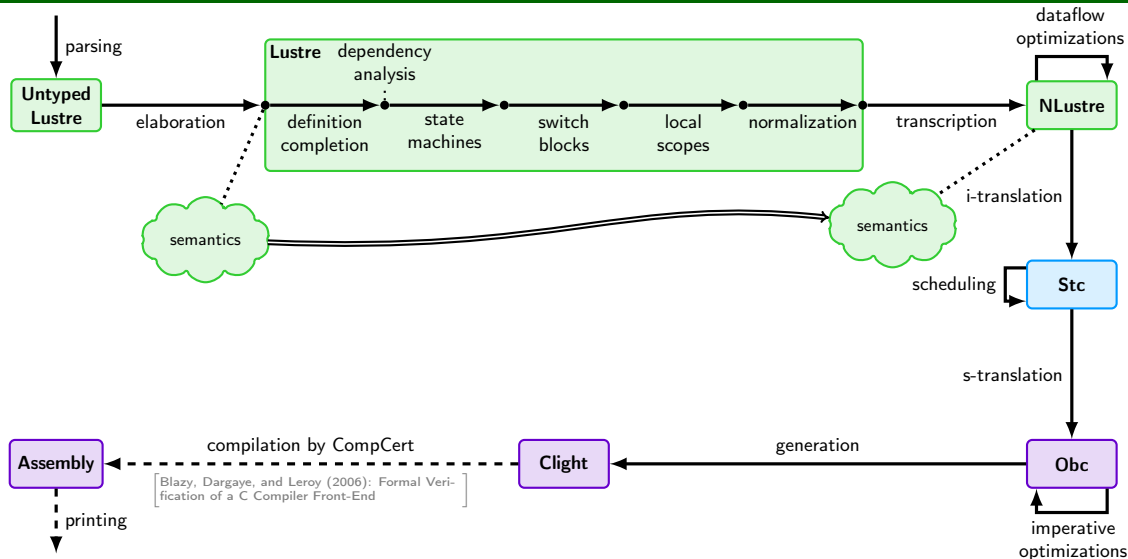 parsing
Untyped
Lustre
elaboration
Lustre
dependency
analysis
definition
completion
state
machines
switch
blocks
local
scopes
normalization
transcription
dataflow
optimizations
NLustre
semantics
semantics
i-translation
scheduling
Stc
s-translation
Assembly
compilation by CompCert
Blazy, Dargaye, and Leroy (2006): Formal Veri-
fication of a C Compiler Front-End
Clight
generation
Obc
printing
imperative
optimizations